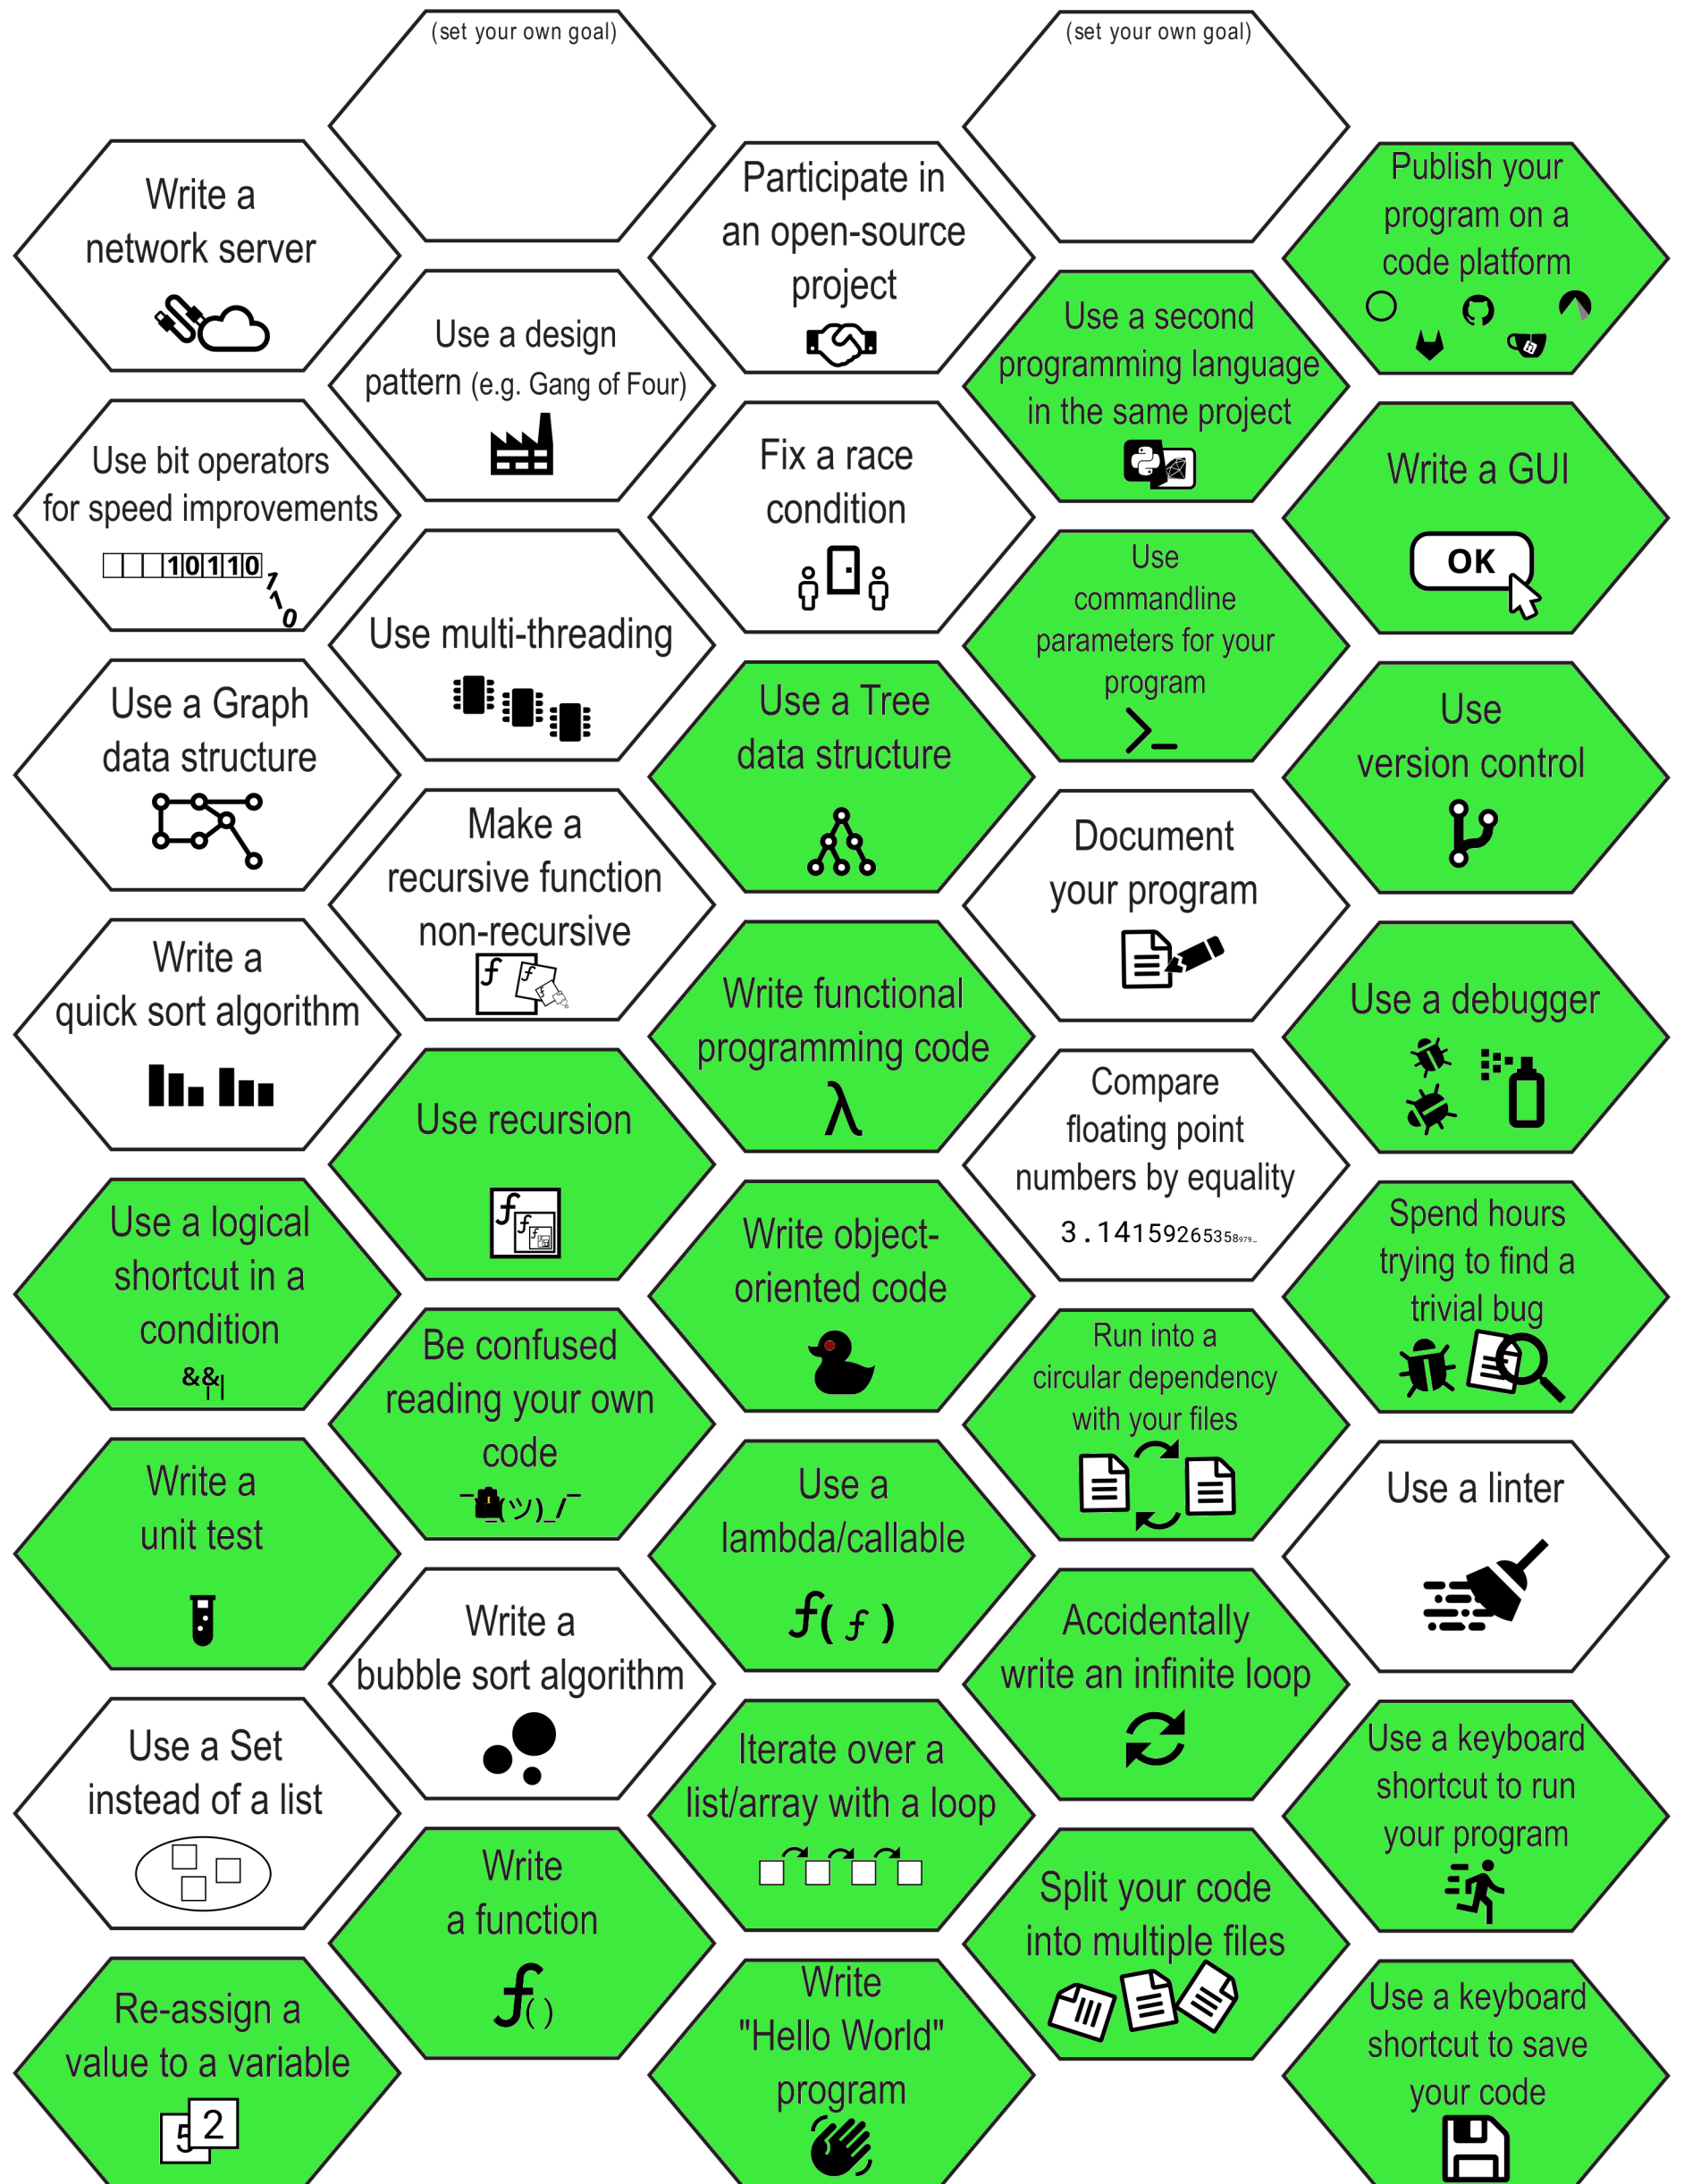 (set your own goal)
(set your own goal)
Write a
network server
Participate in
an open-source
project
Publish your
program on a
code platform
h
Use a design
pattern (e.g. Gang of Four)
Use a second
programming language
in the same project
Use bit operators
for speed improvements
10110
1
1
0
Fix a race
condition
Write a GUI
OK
Use multi-threading
Use
commandline
parameters for your
program
>_
Use a Graph
data structure
Use a Tree
data structure
Use
version control
Make a
recursive function
non-recursive
f f f
Document
your program
Write a
quick sort algorithm
Write functional
programming code
λ
Use a debugger
Use recursion
f f f f
Compare
floating point
numbers by equality
3.14159265358979...
Use a logical
shortcut in a
condition
&&||
Write object-
oriented code
Spend hours
trying to find a
trivial bug
Be confused
reading your own
code
¯\_(ツ)_/¯
Run into a
circular dependency
with your files
Write a
unit test
Use a
lambda/callable
f( f )
Use a linter
Write a
bubble sort algorithm
Accidentally
write an infinite loop
Use a Set
instead of a list
Iterate over a
list/array with a loop
Use a keyboard
shortcut to run
your program
Write
a function
f()
Split your code
into multiple files
Re-assign a
value to a variable
5 2
Write
"Hello World"
program
Use a keyboard
shortcut to save
your code